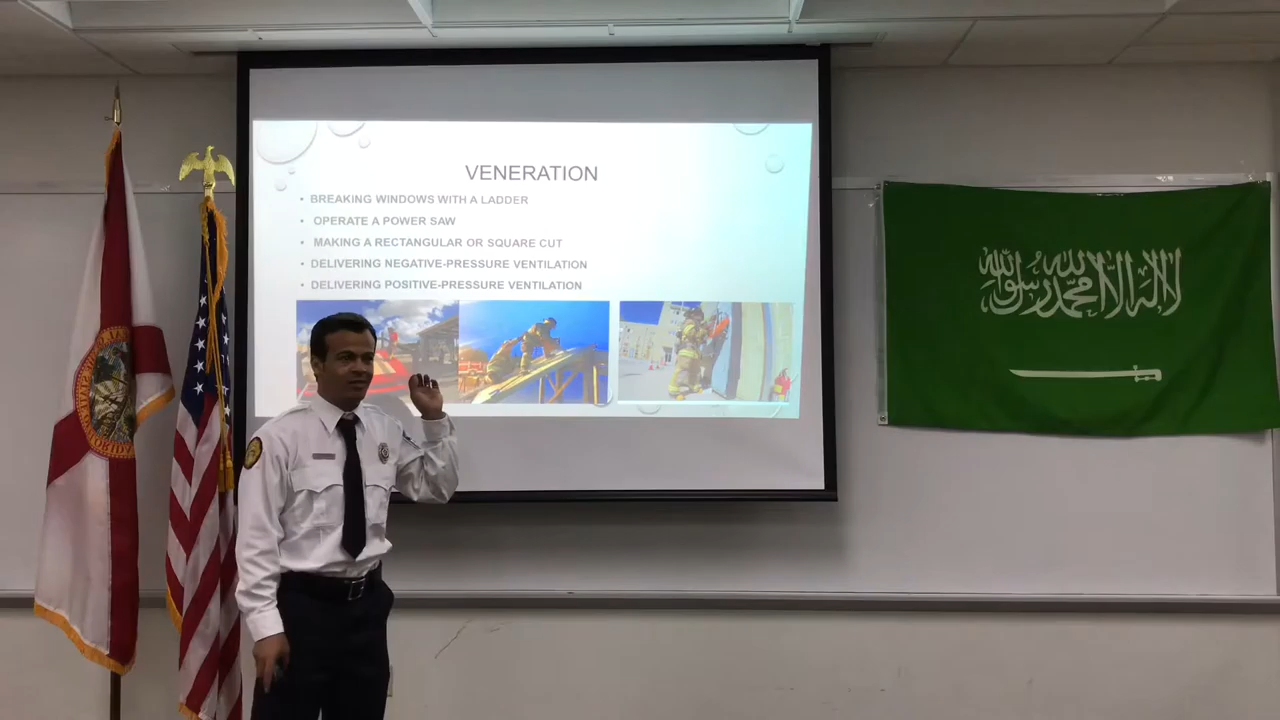 VENERATION
• BREAKING WINDOWS WITH A LADDER
• OPERATE A POWER SAW
• MAKING A RECTANGULAR OR SQUARE CUT
• DELIVERING NEGATIVE-PRESSURE VENTILATION
• DELIVERING POSITIVE-PRESSURE VENTILATION
لا إله إلا الله محمد رسول الله